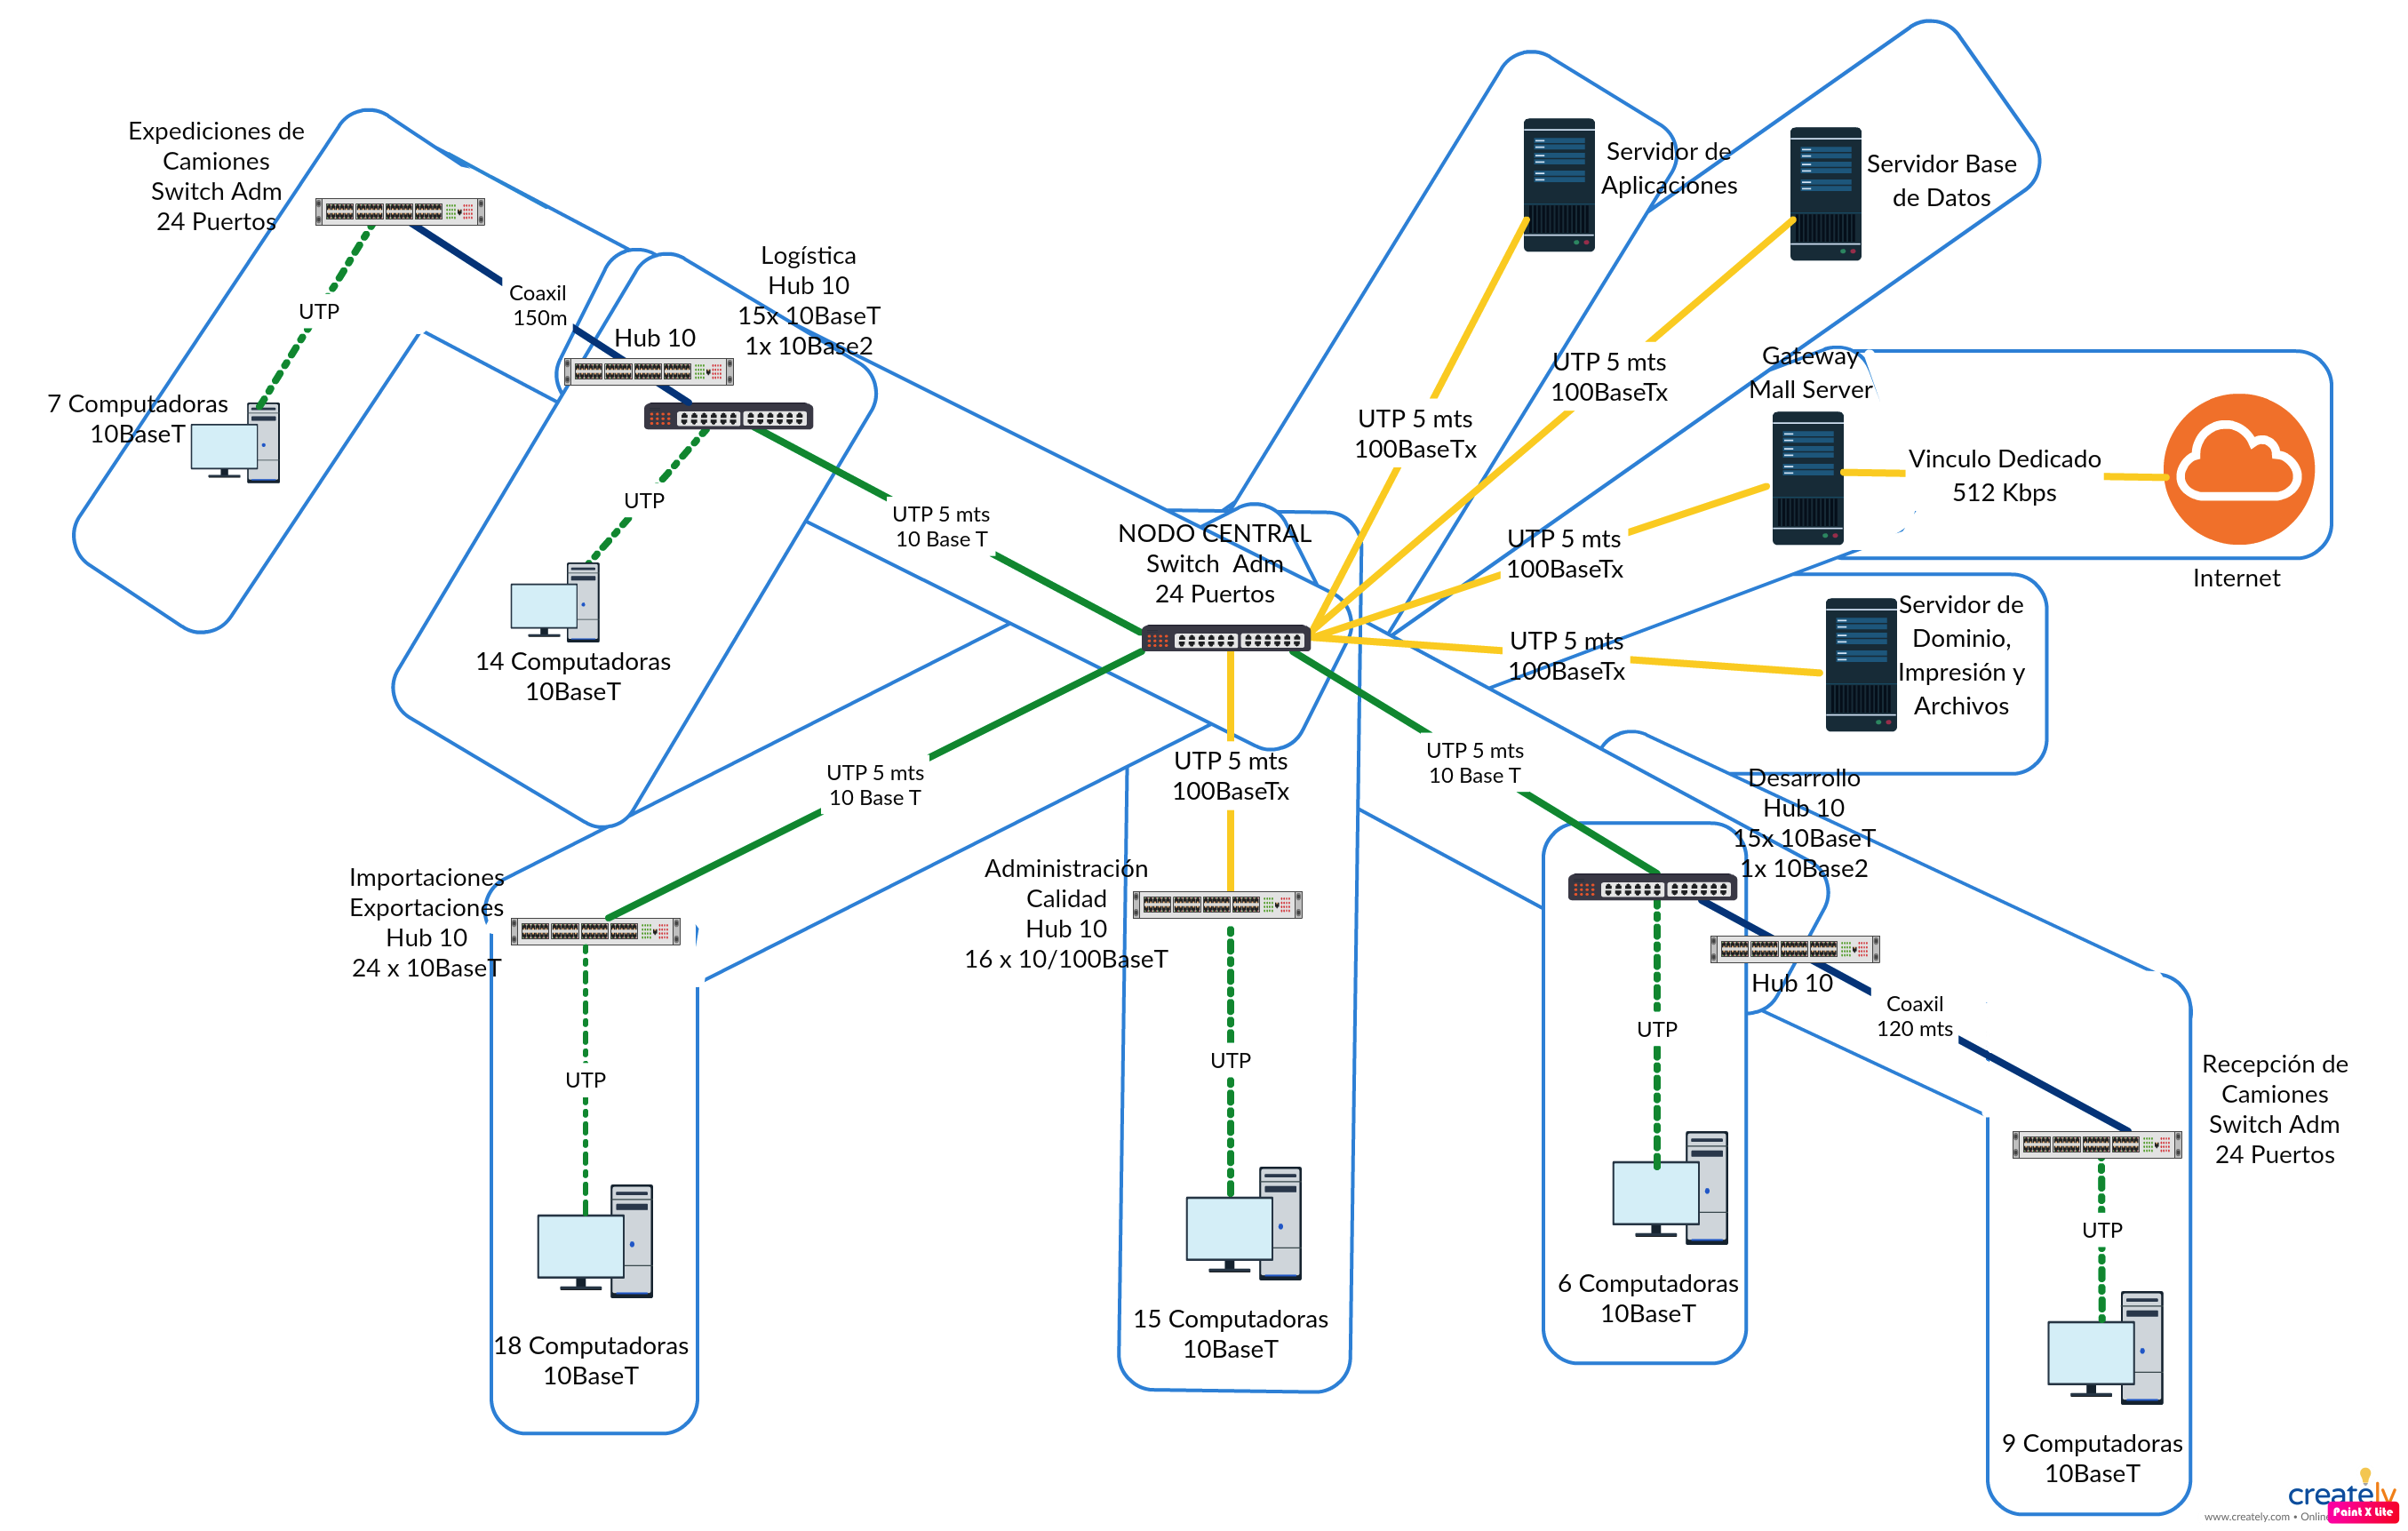 Expediciones de
Camiones
Switch Adm
24 Puertos
UTP
7 Computadoras
10BaseT
Coaxil
150m
Hub 10
Logística
Hub 10
15x 10BaseT
1x 10Base2
UTP
14 Computadoras
10BaseT
UTP 5 mts
10 Base T
NODO CENTRAL
Switch Adm
24 Puertos
Servidor de
Aplicaciones
UTP 5 mts
100BaseTx
Servidor Base
de Datos
UTP 5 mts
100BaseTx
Gateway
Mall Server
UTP 5 mts
100BaseTx
Vinculo Dedicado
512 Kbps
Internet
UTP 5 mts
100BaseTx
Servidor de
Dominio,
Impresión y
Archivos
UTP 5 mts
10 Base T
Importaciones
Exportaciones
Hub 10
24 x 10BaseT
UTP
18 Computadoras
10BaseT
UTP 5 mts
100BaseTx
Administración
Calidad
Hub 10
16 x 10/100BaseT
UTP
15 Computadoras
10BaseT
UTP 5 mts
10 Base T
Desarrollo
Hub 10
15x 10BaseT
1x 10Base2
Hub 10
UTP
6 Computadoras
10BaseT
Coaxil
120 mts
Recepción de
Camiones
Switch Adm
24 Puertos
UTP
9 Computadoras
10BaseT
creately
www.creately.com • Online
Paint X Lite